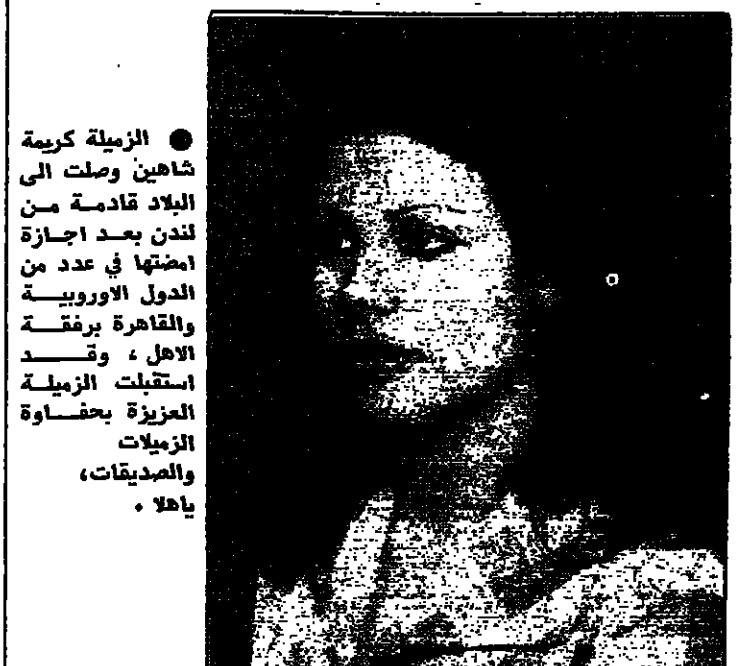 ● الزميلة كريمة
شاهين وصلت الى
البلاد قادمة من
لندن بعد اجازة
امضتها في عدد من
الدول الاوروبية
والقاهرة برفقة
الاهل ، وقد
استقبلت الزميلة
العزيزة بحفاوة
الزميلات
والصديقات،
ياهلا .